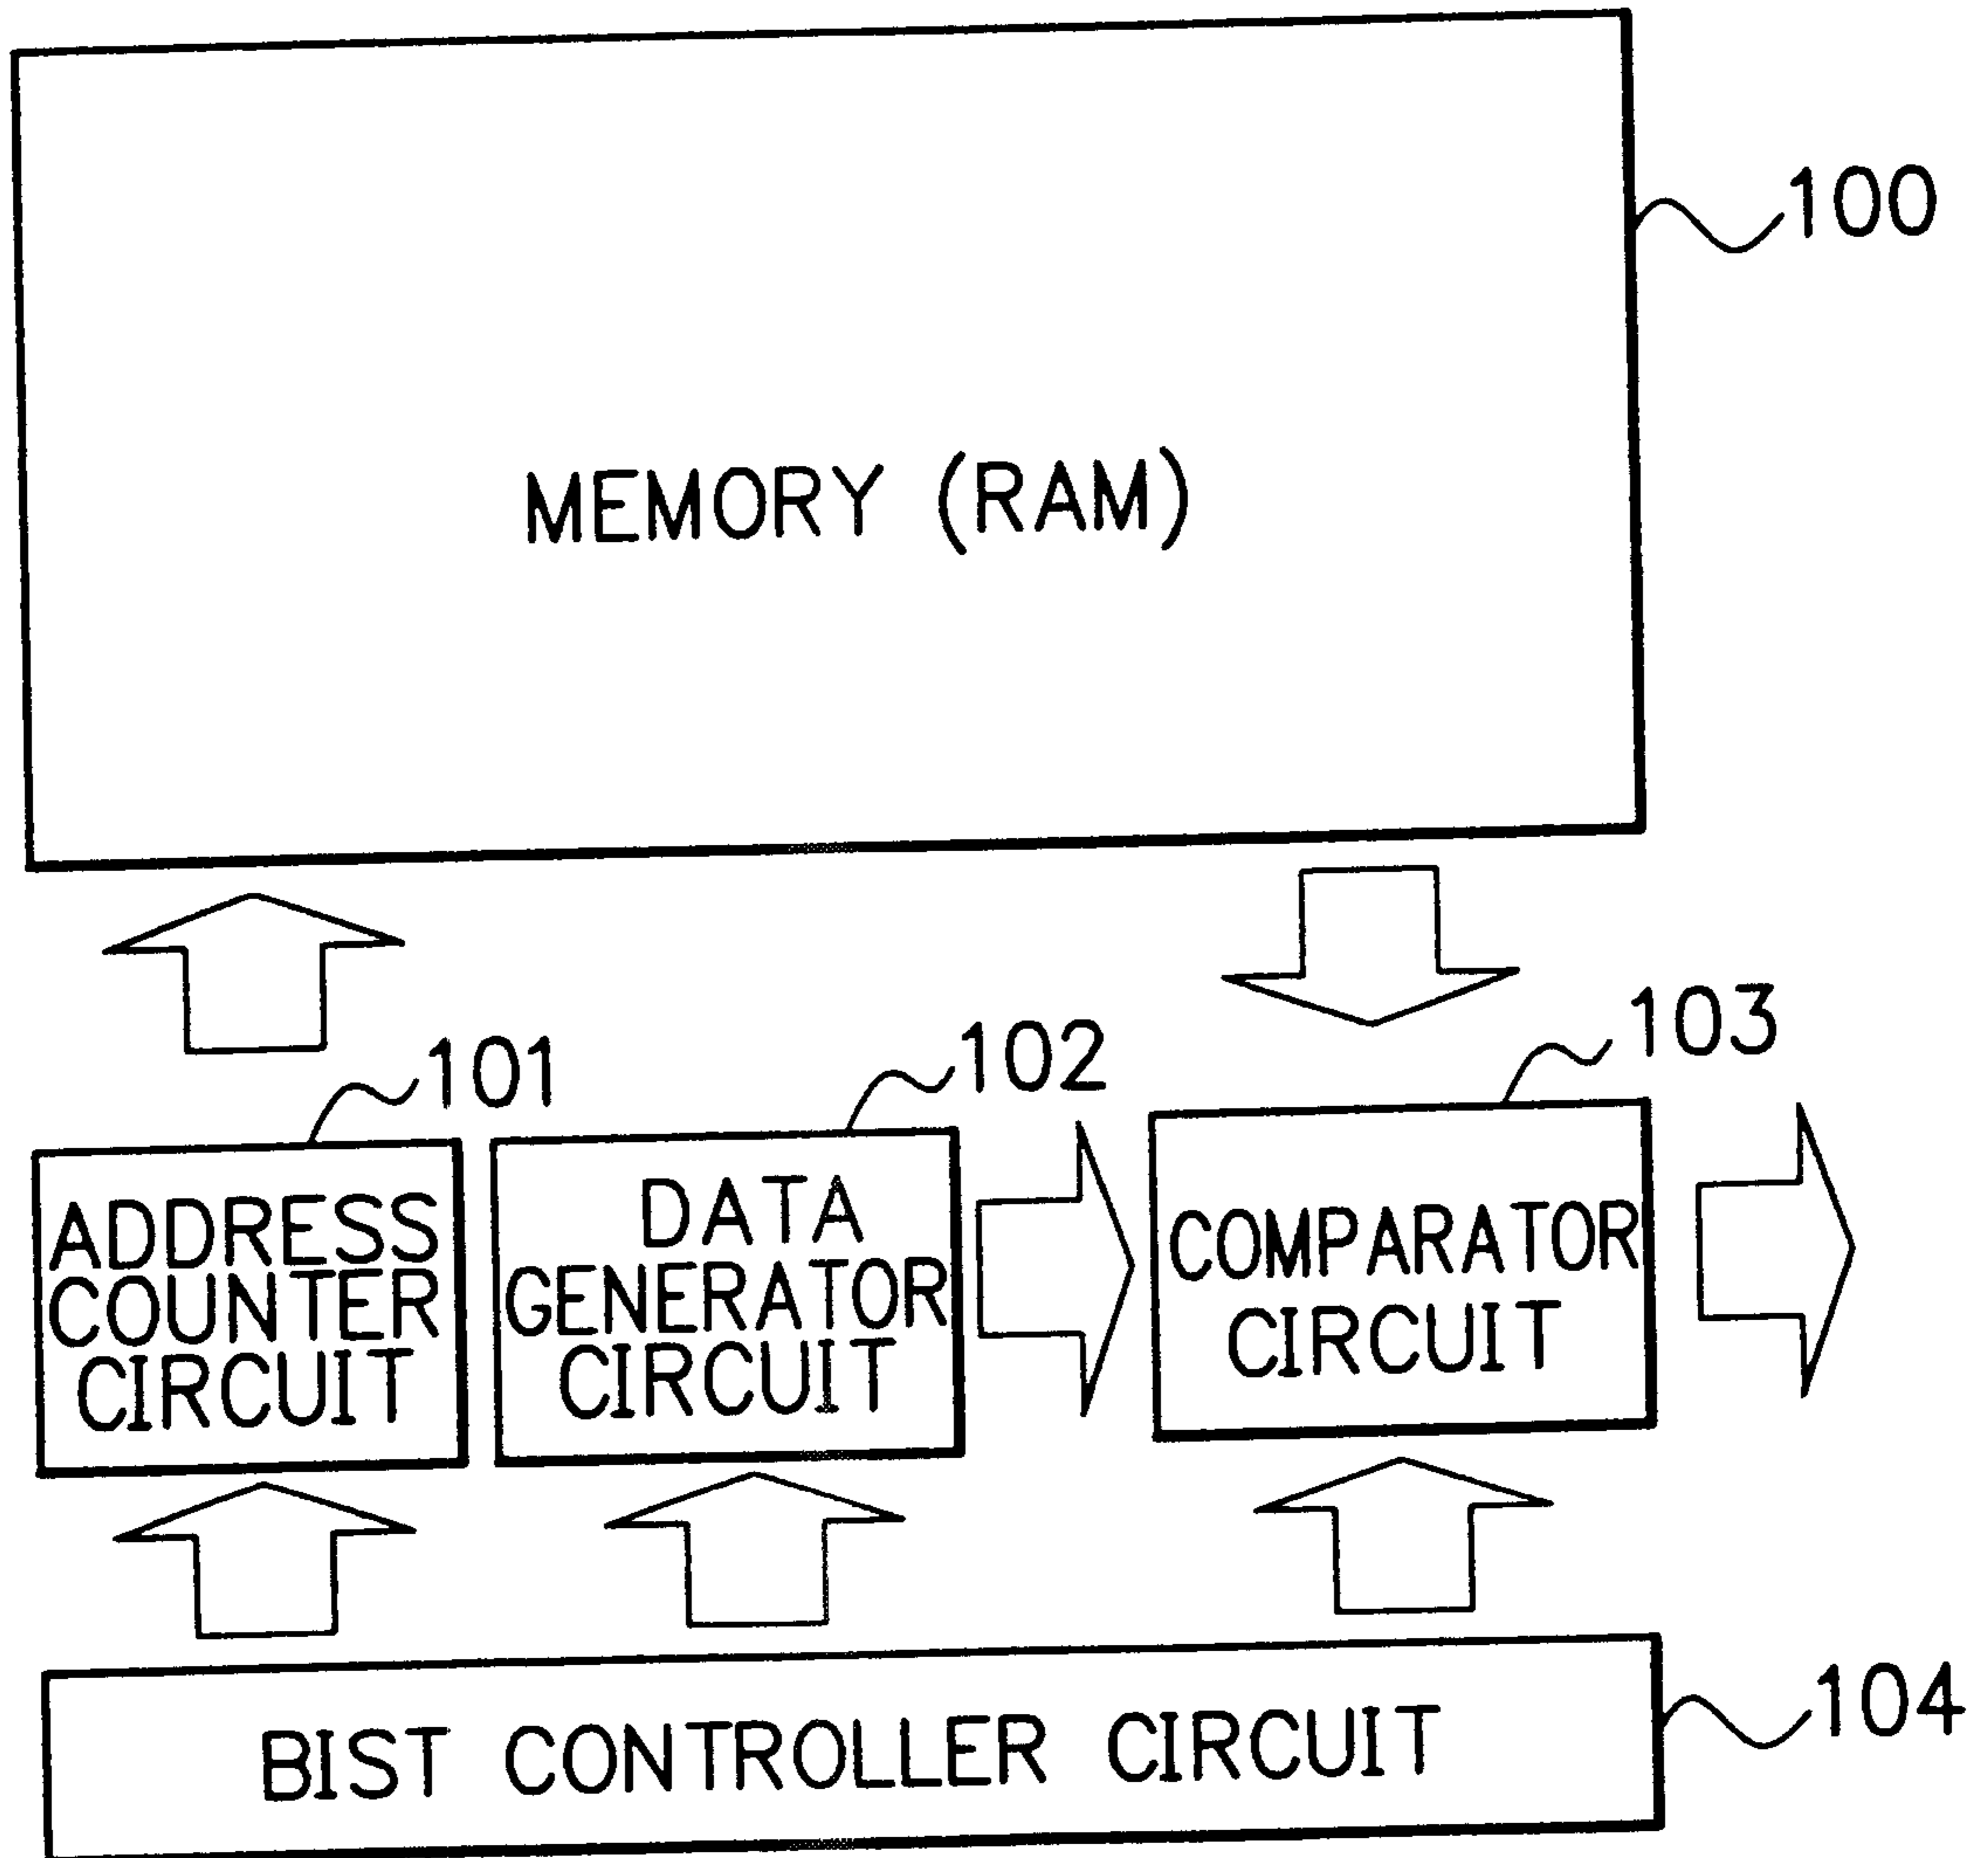 100
MEMORY (RAM)
101
102
103
ADDRESS
COUNTER
CIRCUIT
DATA
GENERATOR
CIRCUIT
COMPARATOR
CIRCUIT
BIST CONTROLLER CIRCUIT
104